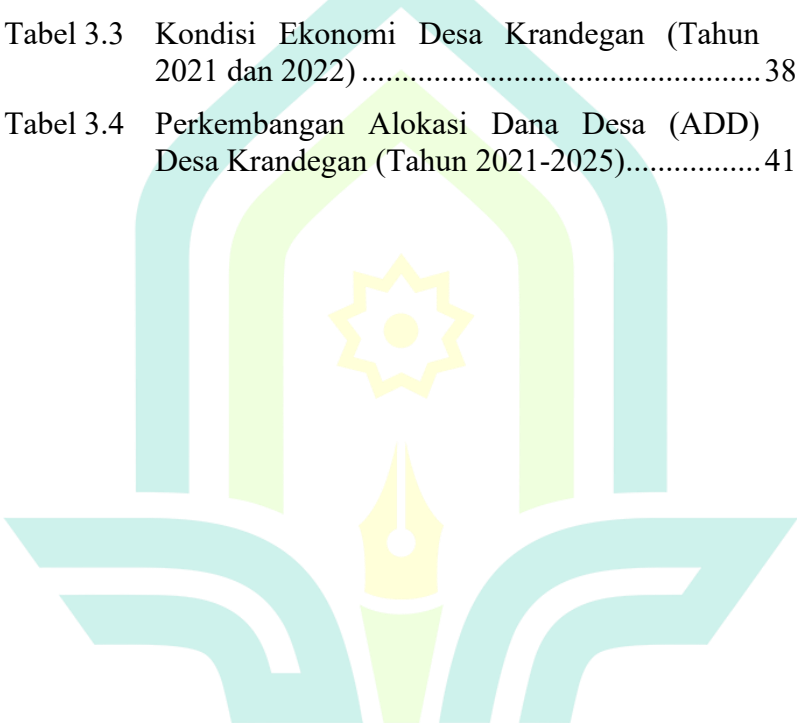 Tabel 3.3 Kondisi Ekonomi Desa Krandegan (Tahun
2021 dan 2022) .................................................. 38
Tabel 3.4 Perkembangan Alokasi Dana Desa (ADD)
Desa Krandegan (Tahun 2021-2025)................. 41